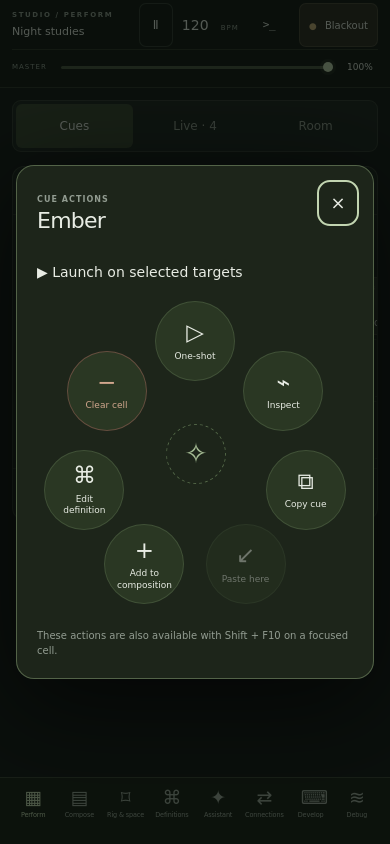 STUDIO / PERFORM
Night studies
120 BPM
>_
Blackout
MASTER
100%
Cues
Live · 4
Room
CUE ACTIONS
Ember
×
▶ Launch on selected targets
One-shot
Clear cell
Inspect
Edit
definition
Copy cue
Add to
composition
Paste here
These actions are also available with Shift + F10 on a focused
cell.
Perform
Compose
Rig & space
Definitions
Assistant
Connections
Develop
Debug